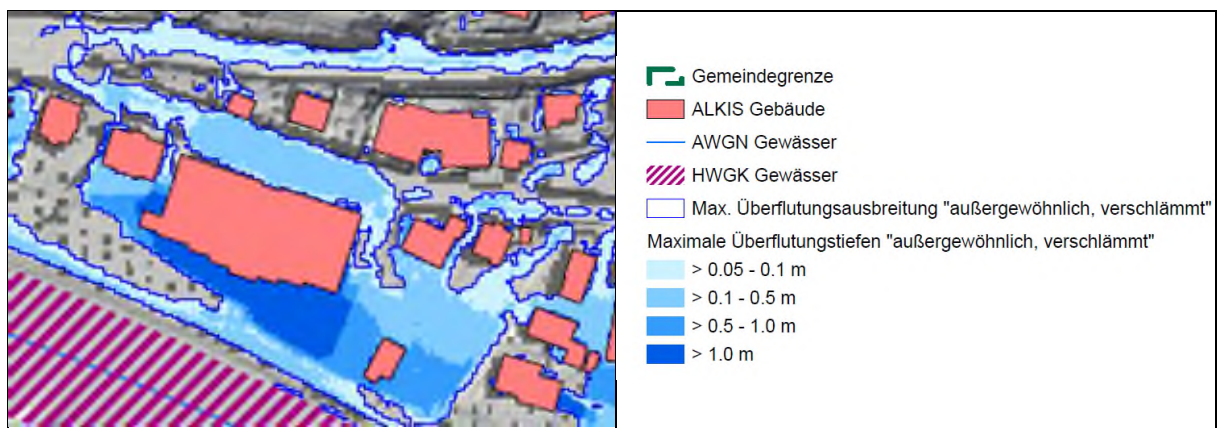 Gemeindegrenze
ALKIS Gebäude
AWGN Gewässer
HWGK Gewässer
Max. Überflutungsausbreitung "außergewöhnlich, verschlämmt"
Maximale Überflutungstiefen "außergewöhnlich, verschlämmt"
> 0.05 - 0.1 m
> 0.1 - 0.5 m
> 0.5 - 1.0 m
> 1.0 m